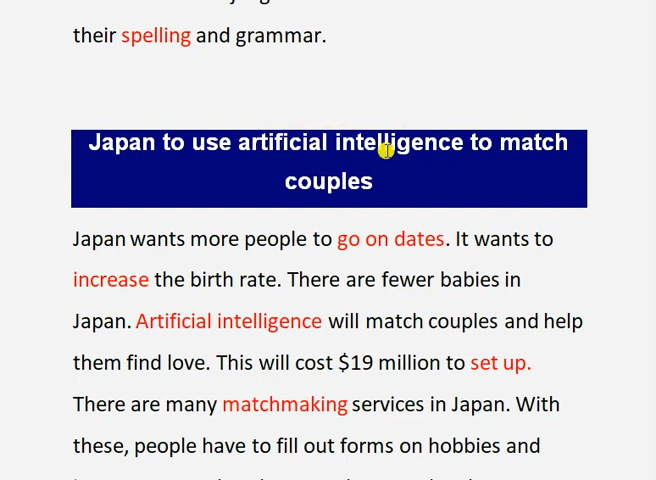 their spelling and grammar.
Japan to use artificial intelligence to match
couples
Japan wants more people to go on dates. It wants to
increase the birth rate. There are fewer babies in
Japan. Artificial intelligence will match couples and help
them find love. This will cost $19 million to set up.
There are many matchmaking services in Japan. With
these, people have to fill out forms on hobbies and